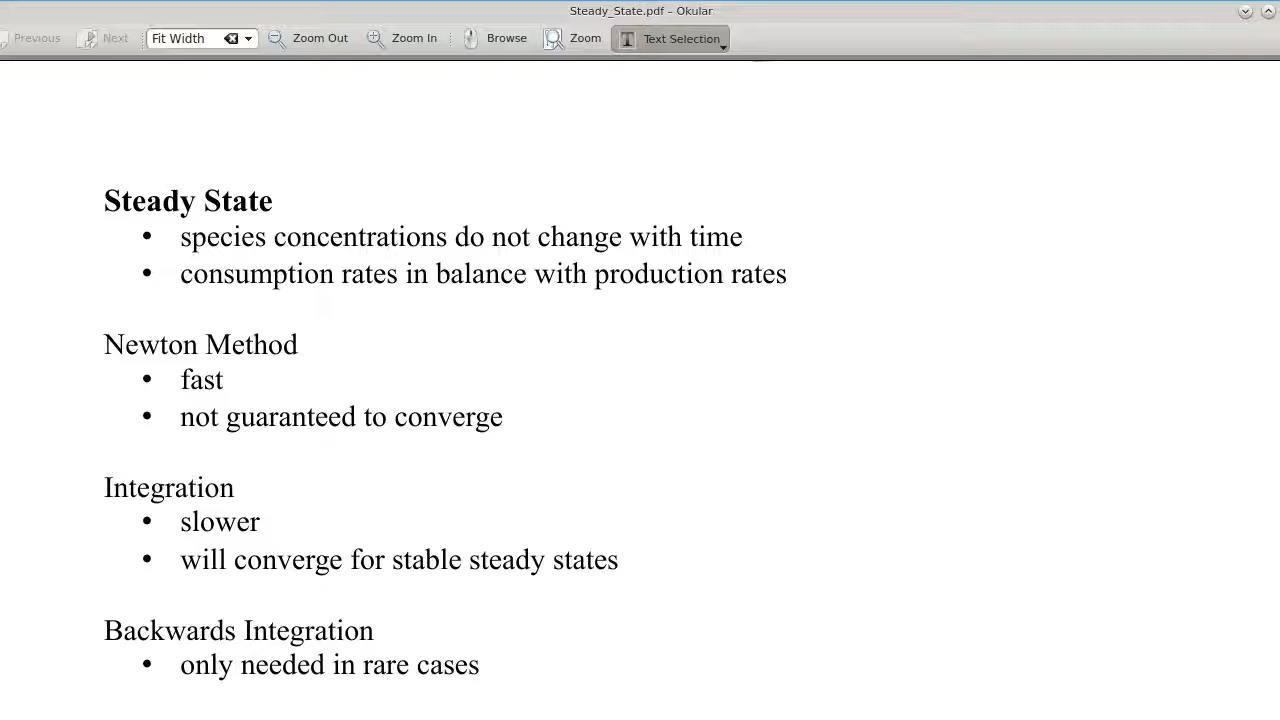 Steady_State.pdf – Okular
Previous Next Fit Width Zoom Out Zoom In Browse Zoom Text Selection
Steady State
• species concentrations do not change with time
• consumption rates in balance with production rates
Newton Method
• fast
• not guaranteed to converge
Integration
• slower
• will converge for stable steady states
Backwards Integration
• only needed in rare cases